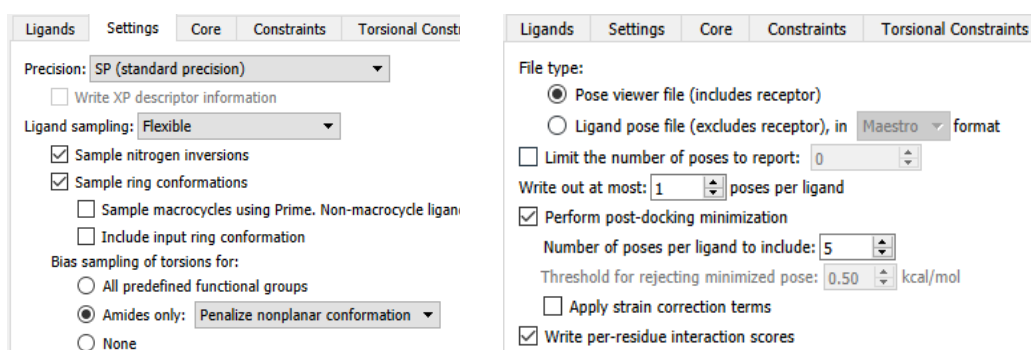 Ligands Settings Core Constraints Torsional Constr
Precision: SP (standard precision)
Write XP descriptor information
Ligand sampling: Flexible
Sample nitrogen inversions
Sample ring conformations
Sample macrocycles using Prime. Non-macrocycle ligan
Include input ring conformation
Bias sampling of torsions for:
All predefined functional groups
Amides only: Penalize nonplanar conformation
None
Ligands Settings Core Constraints Torsional Constraints
File type:
Pose viewer file (includes receptor)
Ligand pose file (excludes receptor), in Maestro format
Limit the number of poses to report: 0
Write out at most: 1 poses per ligand
Perform post-docking minimization
Number of poses per ligand to include: 5
Threshold for rejecting minimized pose: 0.50 kcal/mol
Apply strain correction terms
Write per-residue interaction scores